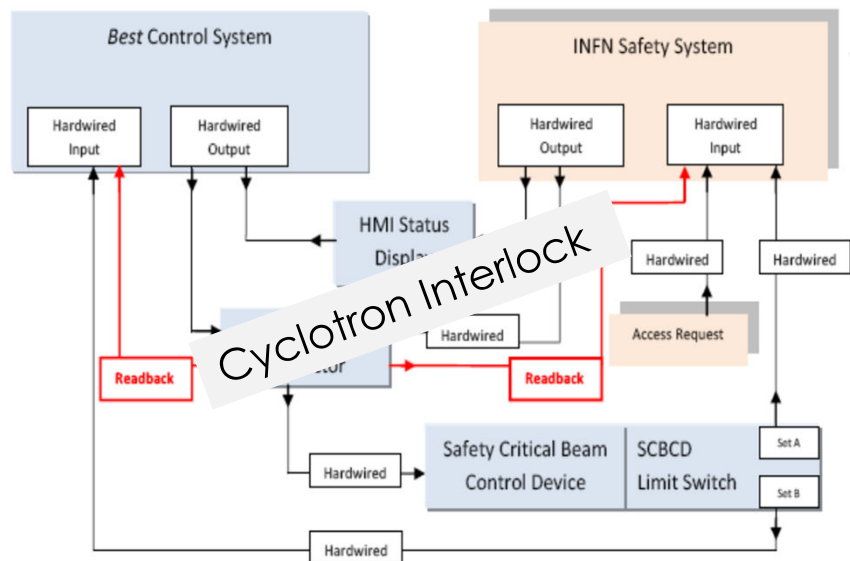 Best Control System
INFN Safety System
Hardwired
Input
Hardwired
Output
Hardwired
Output
Hardwired
Input
HMI Status
Hardwired
Hardwired
Cyclotron Interlock
Hardwired
Access Request
Readback
Readback
Safety Critical Beam
Control Device
SCBCD
Limit Switch
Set A
Set B
Hardwired
Hardwired